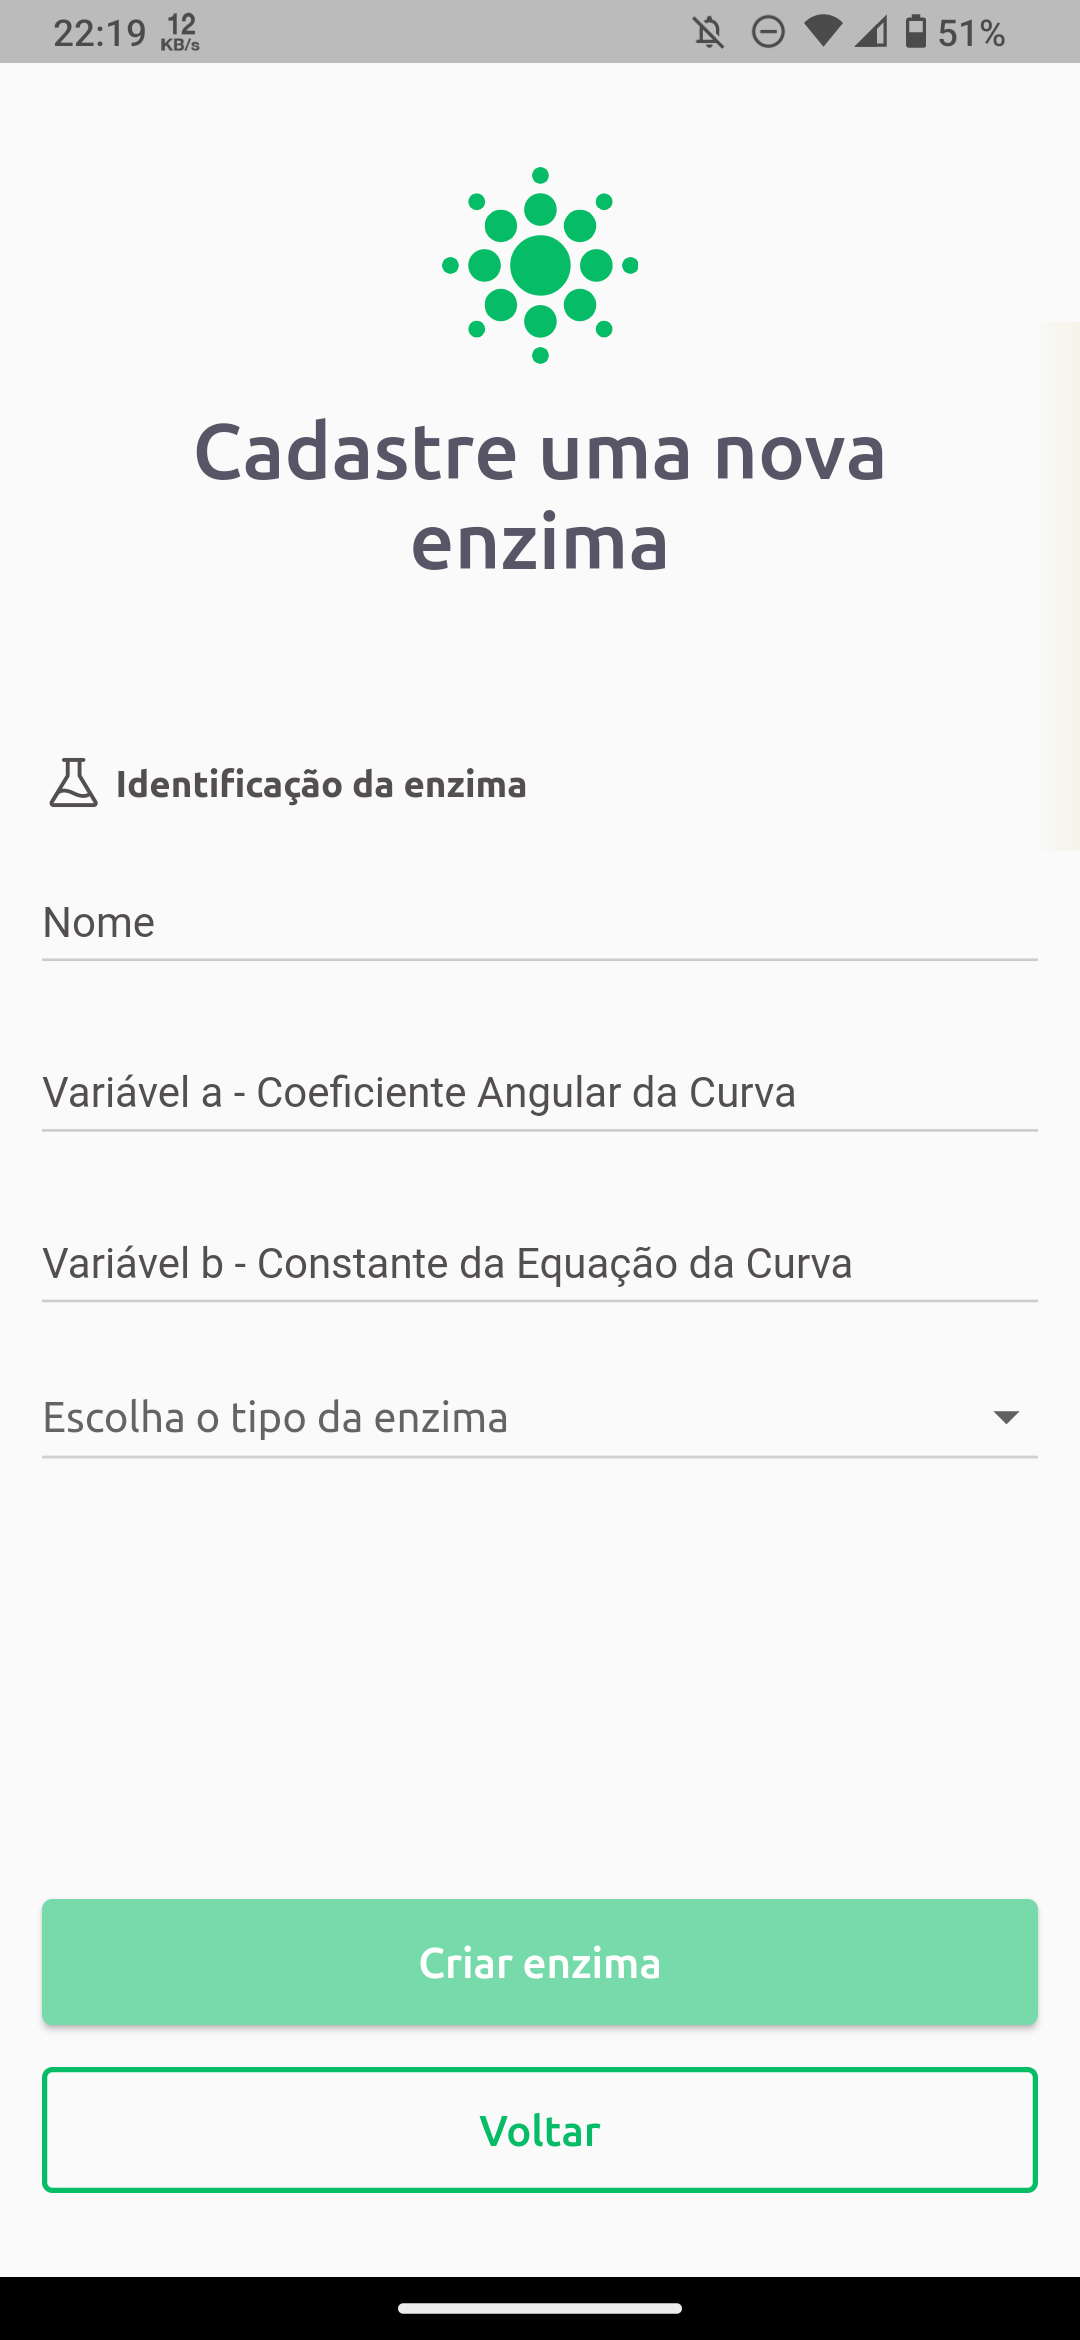 22:19 12 KB/s 51%
Cadastre uma nova
enzima
Identificação da enzima
Nome
Variável a - Coeficiente Angular da Curva
Variável b - Constante da Equação da Curva
Escolha o tipo da enzima
Criar enzima
Voltar